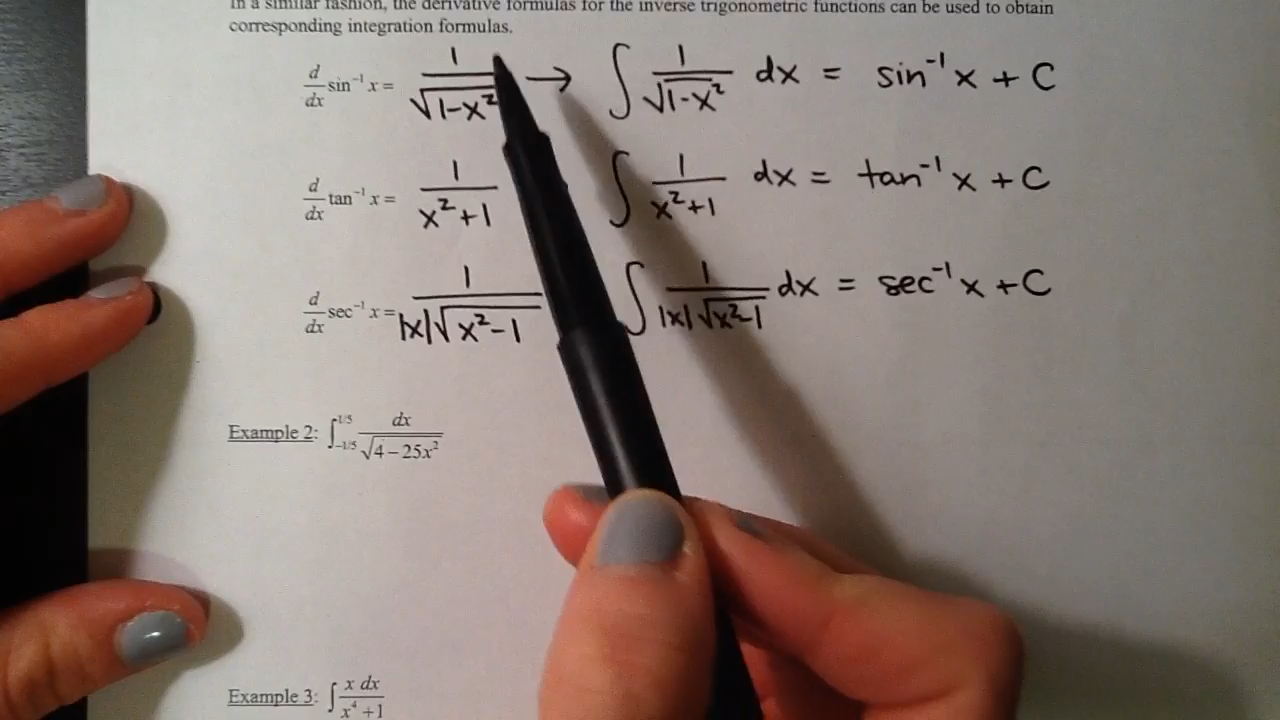 In a similar fashion, the derivative formulas for the inverse trigonometric functions can be used to obtain
corresponding integration formulas.
d/dx sin⁻¹ x = 1/√(1-x²) → ∫ 1/√(1-x²) dx = sin⁻¹x + C
d/dx tan⁻¹ x = 1/(x²+1) ∫ 1/(x²+1) dx = tan⁻¹x + C
d/dx sec⁻¹ x = 1/(|x|√(x²-1)) ∫ 1/(|x|√(x²-1)) dx = sec⁻¹x + C
Example 2: ∫_{-1/5}^{1/5} dx/√(4-25x²)
Example 3: ∫ x dx/(x⁴+1)